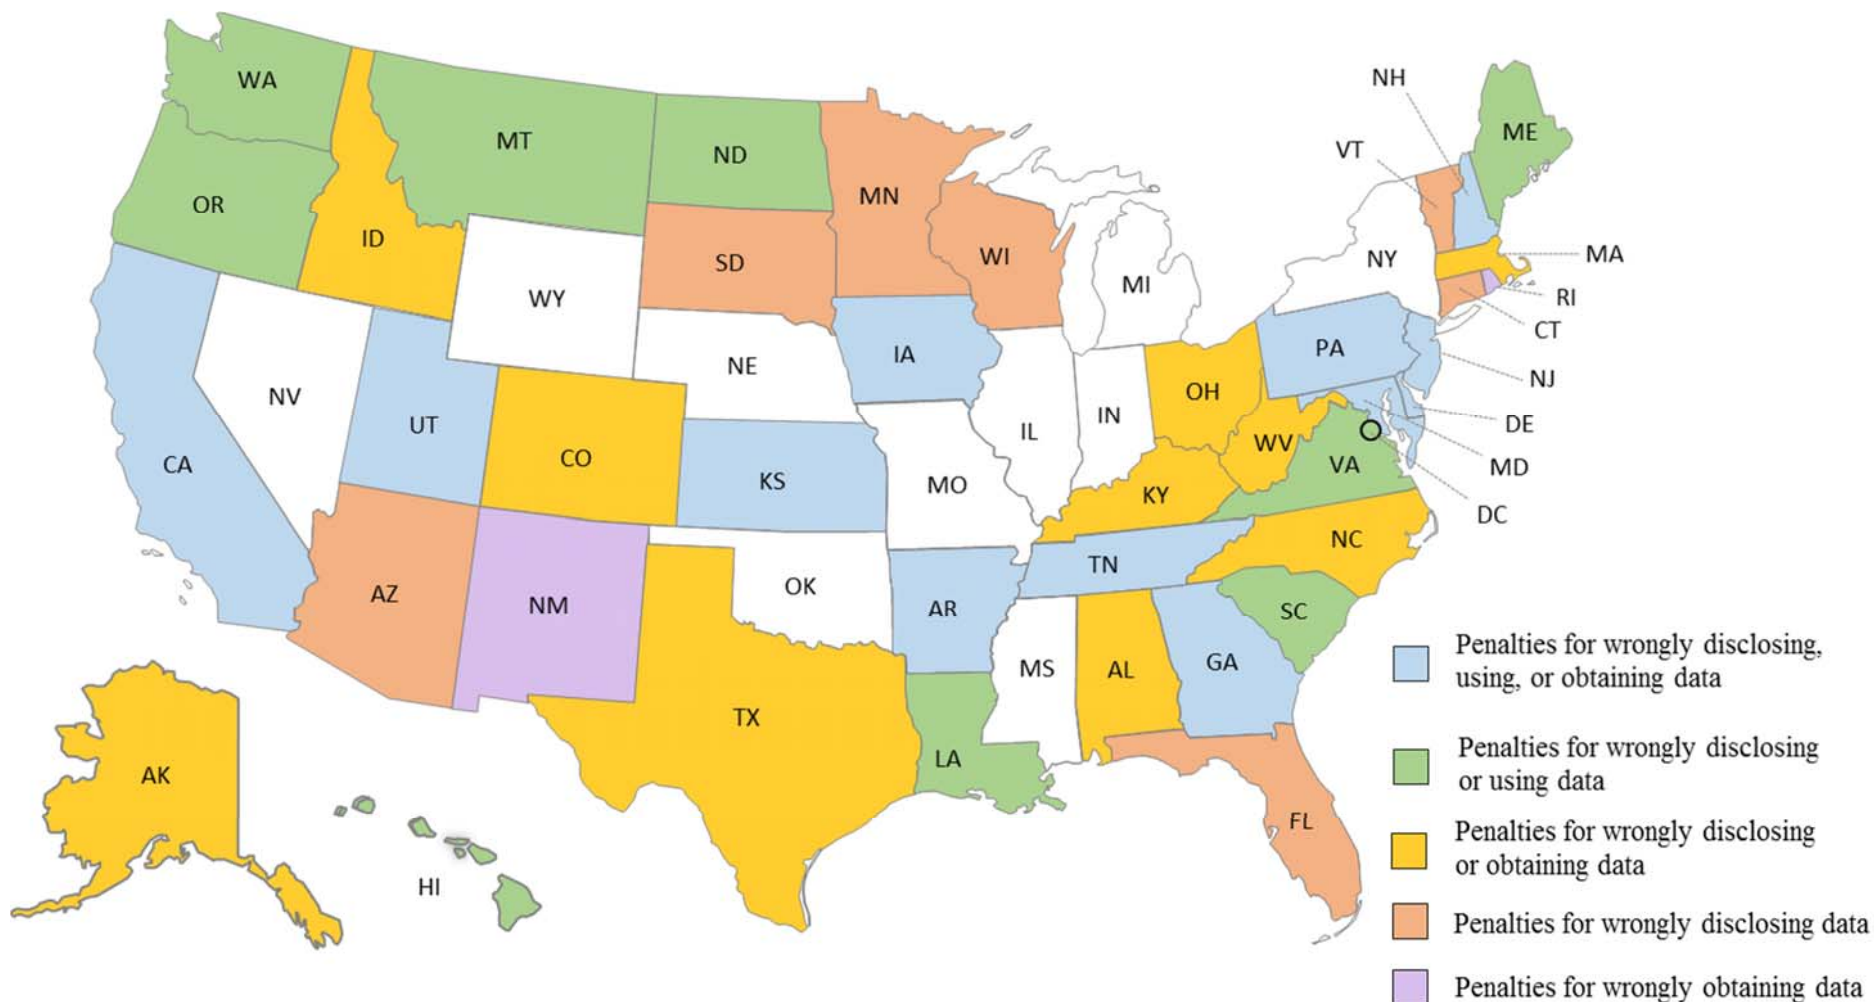 WA
MT
ND
MN
NH
ME
VT
OR
ID
SD
WI
NY
MA
MI
RI
WY
CT
IA
PA
NE
NJ
NV
OH
UT
IN
DE
IL
WV
CO
MD
CA
VA
KS
MO
KY
DC
NC
TN
OK
AZ
NM
AR
SC
GA
MS
AL
TX
LA
AK
FL
HI
Penalties for wrongly disclosing,
using, or obtaining data
Penalties for wrongly disclosing
or using data
Penalties for wrongly disclosing
or obtaining data
Penalties for wrongly disclosing data
Penalties for wrongly obtaining data